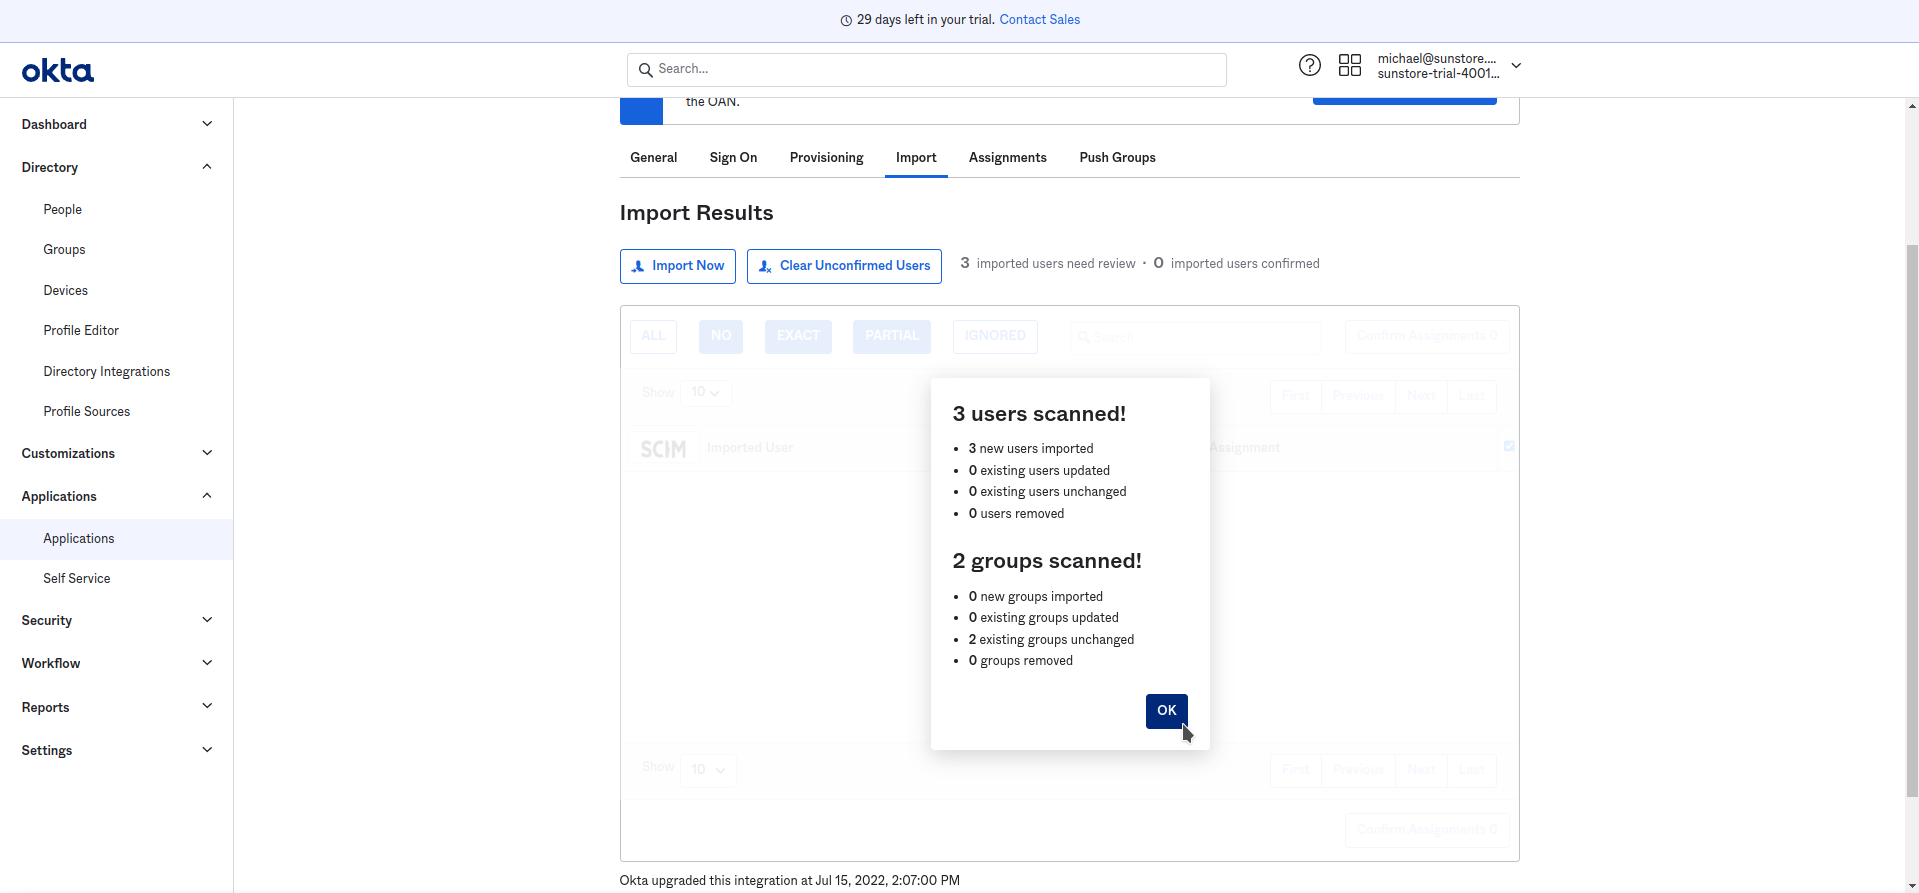 29 days left in your trial. Contact Sales
okta
Search...
michael@sunstore....
sunstore-trial-4001...
Dashboard
Directory
People
Groups
Devices
Profile Editor
Directory Integrations
Profile Sources
Customizations
Applications
Applications
Self Service
Security
Workflow
Reports
Settings
the OAN.
General Sign On Provisioning Import Assignments Push Groups
Import Results
Import Now Clear Unconfirmed Users 3 imported users need review · 0 imported users confirmed
ALL NO EXACT PARTIAL IGNORED Search Confirm Assignments 0
Show 10 First Previous Next Last
SCIM Imported User Assignment
3 users scanned!
• 3 new users imported
• 0 existing users updated
• 0 existing users unchanged
• 0 users removed
2 groups scanned!
• 0 new groups imported
• 0 existing groups updated
• 2 existing groups unchanged
• 0 groups removed
OK
Show 10 First Previous Next Last
Confirm Assignments 0
Okta upgraded this integration at Jul 15, 2022, 2:07:00 PM